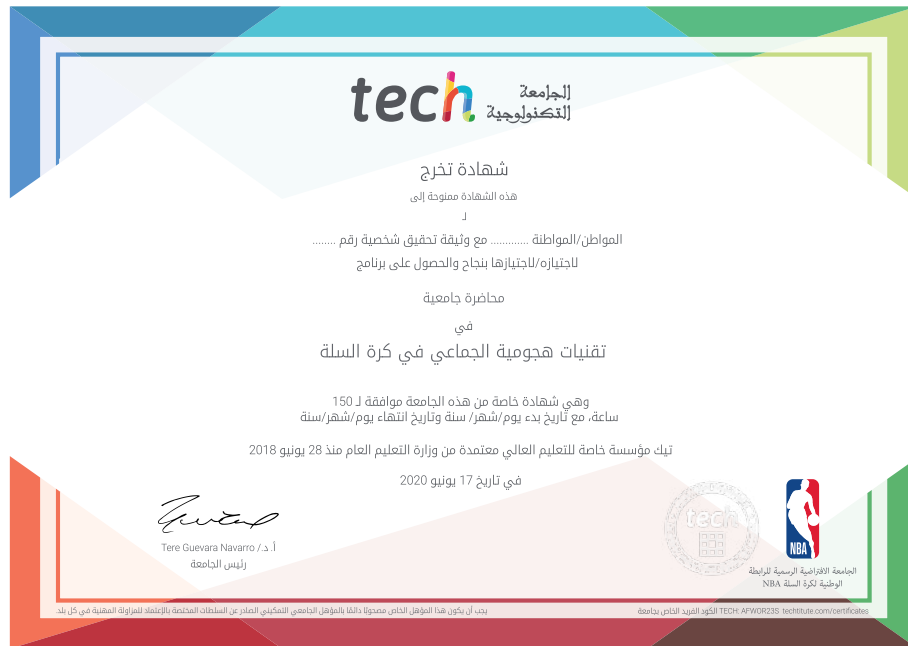 tech الجامعة
التكنولوجية
شهادة تخرج
هذه الشهادة ممنوحة إلى
لـ
المواطن/المواطنة ............ مع وثيقة تحقيق شخصية رقم ........
لاجتيازه/لاجتيازها بنجاح والحصول على برنامج
محاضرة جامعية
في
تقنيات هجومية الجماعي في كرة السلة
وهي شهادة خاصة من هذه الجامعة موافقة لـ 150
ساعة، مع تاريخ بدء يوم/شهر/ سنة وتاريخ انتهاء يوم/شهر/سنة
تيك مؤسسة خاصة للتعليم العالي معتمدة من وزارة التعليم العام منذ 28 يونيو 2018
في تاريخ 17 يونيو 2020
tech
NBA
أ. د./ Tere Guevara Navarro
رئيس الجامعة
الجامعة الافتراضية الرسمية للرابطة
الوطنية لكرة السلة NBA
يجب أن يكون هذا المؤهل الخاص مصحوبًا دائمًا بالمؤهل الجامعي التمكيني الصادر عن السلطات المختصة بالإعتماد للمزاولة المهنية في كل بلد.
الكود الفريد الخاص بجامعة TECH: AFWOR23S techtitute.com/certificates